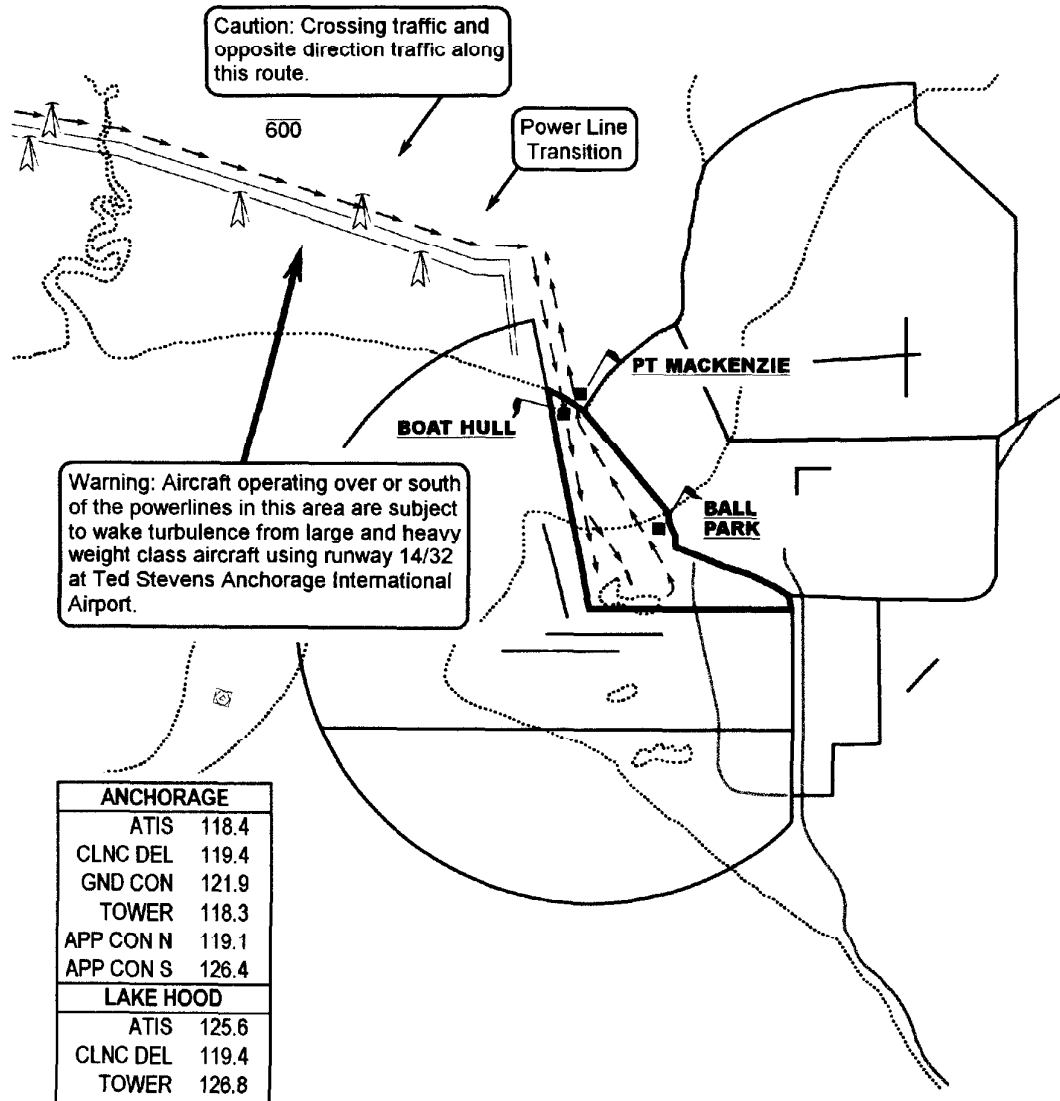 Caution: Crossing traffic and
opposite direction traffic along
this route.
600
Power Line
Transition
PT MACKENZIE
BOAT HULL
BALL
PARK
Warning: Aircraft operating over or south
of the powerlines in this area are subject
to wake turbulence from large and heavy
weight class aircraft using runway 14/32
at Ted Stevens Anchorage International
Airport.
ANCHORAGE
ATIS 118.4
CLNC DEL 119.4
GND CON 121.9
TOWER 118.3
APP CON N 119.1
APP CON S 126.4
LAKE HOOD
ATIS 125.6
CLNC DEL 119.4
TOWER 126.8